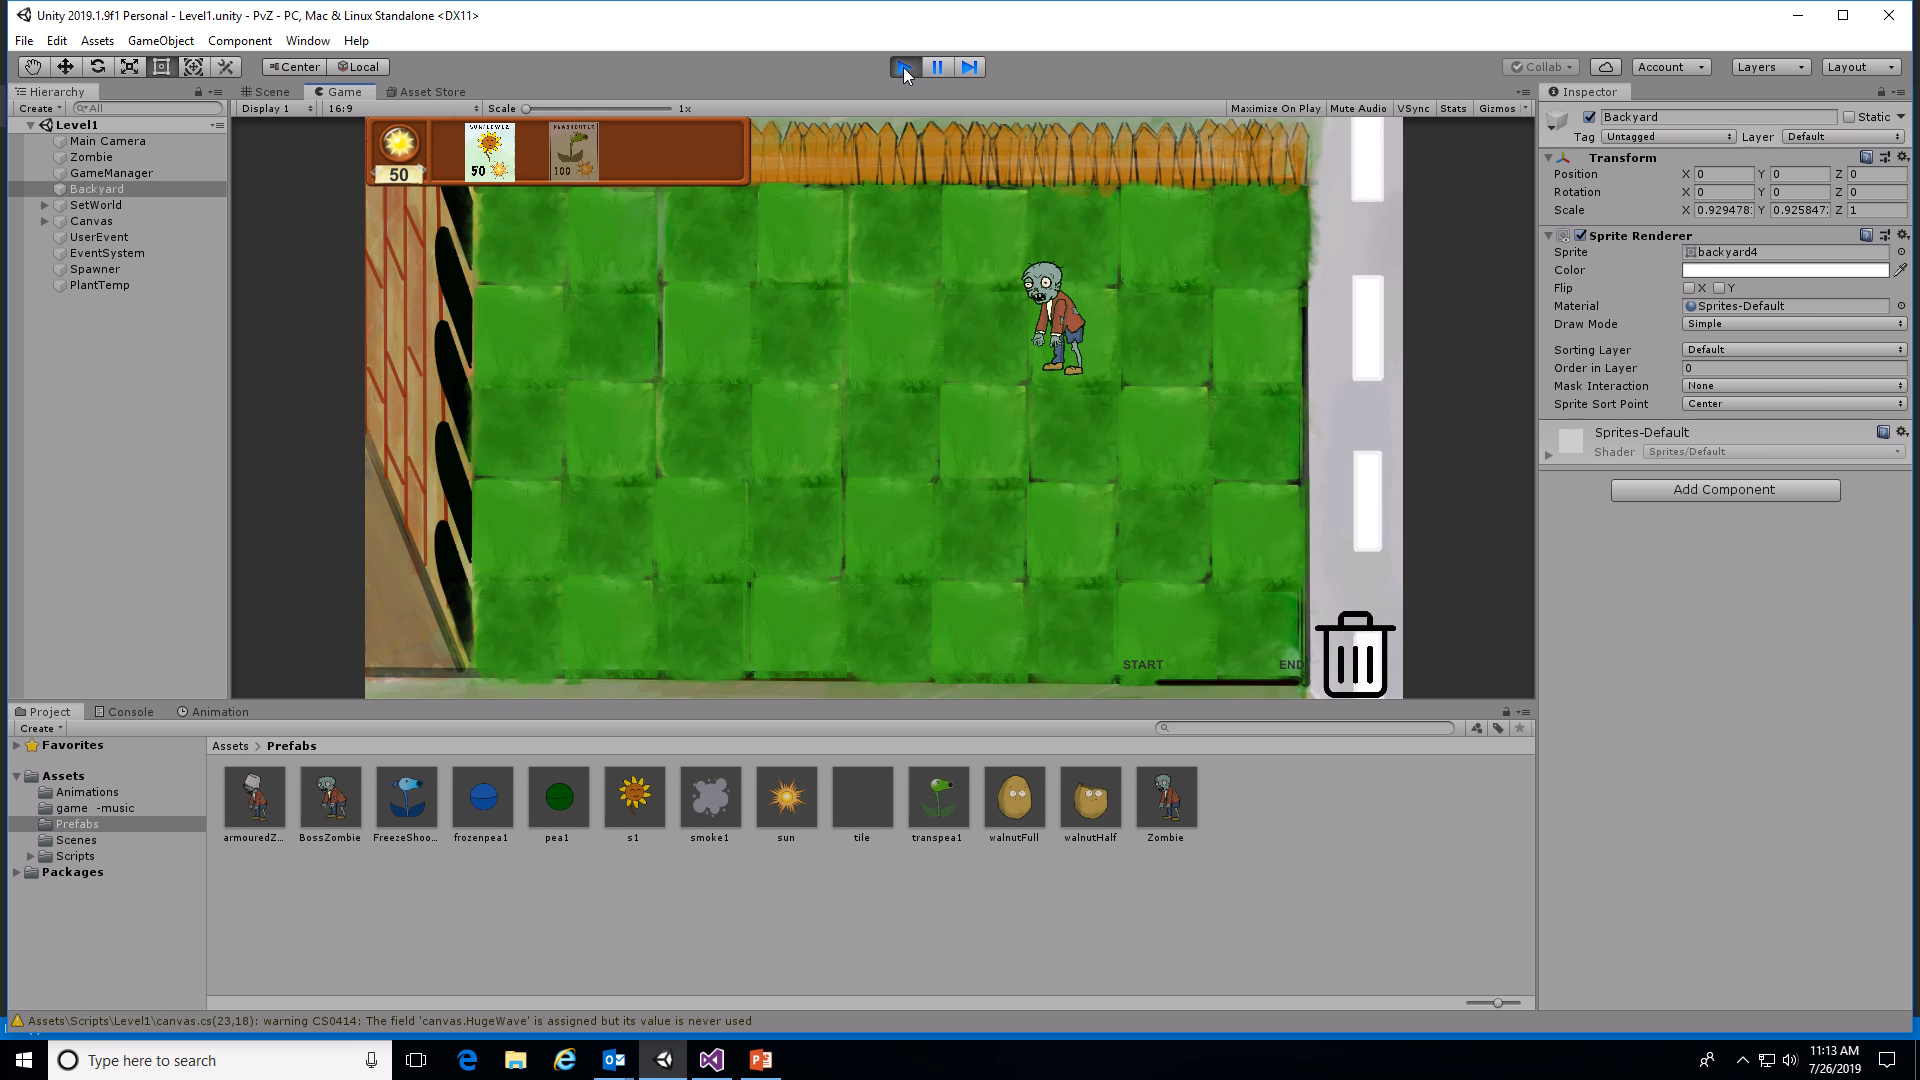 Unity 2019.1.9f1 Personal - Level1.unity - PvZ - PC, Mac & Linux Standalone <DX11>
File Edit Assets GameObject Component Window Help
Center Local
Collab Account Layers Layout
Hierarchy
Create All
Level1
Main Camera
Zombie
GameManager
Backyard
SetWorld
Canvas
UserEvent
EventSystem
Spawner
PlantTemp
Scene Game Asset Store
Display 1 16:9 Scale 1x Maximize On Play Mute Audio VSync Stats Gizmos
50
SUNFLOWER
50
100
START END
Inspector
Backyard Static
Tag Untagged Layer Default
Transform
Position X 0 Y 0 Z 0
Rotation X 0 Y 0 Z 0
Scale X 0.929478 Y 0.925847 Z 1
Sprite Renderer
Sprite backyard4
Color
Flip X Y
Material Sprites-Default
Draw Mode Simple
Sorting Layer Default
Order in Layer 0
Mask Interaction None
Sprite Sort Point Center
Sprites-Default
Shader Sprites/Default
Add Component
Project Console Animation
Create
Favorites
Assets
Animations
game -music
Prefabs
Scenes
Scripts
Packages
Assets > Prefabs
armouredZ... BossZombie FreezeShoo... frozenpea1 pea1 s1 smoke1 sun tile transpea1 walnutFull walnutHalf Zombie
Assets\Scripts\Level1\canvas.cs(23,18): warning CS0414: The field 'canvas.HugeWave' is assigned but its value is never used
Type here to search
11:13 AM
7/26/2019